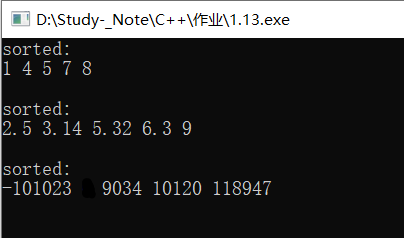 D:\Study-_Note\C++\作业\1.13.exe
sorted:
1 4 5 7 8
sorted:
2.5 3.14 5.32 6.3 9
sorted:
-101023 9034 10120 118947